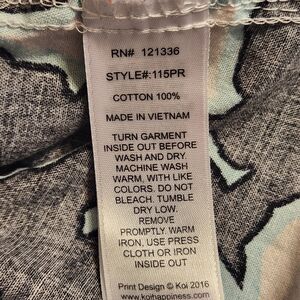 RN# 121336
STYLE#:115PR
COTTON 100%
MADE IN VIETNAM
TURN GARMENT
INSIDE OUT BEFORE
WASH AND DRY.
MACHINE WASH
WARM, WITH LIKE
COLORS. DO NOT
BLEACH. TUMBLE
DRY LOW.
REMOVE
PROMPTLY. WARM
IRON, USE PRESS
CLOTH OR IRON
INSIDE OUT
Print Design © Koi 2016
www.koihappiness.com